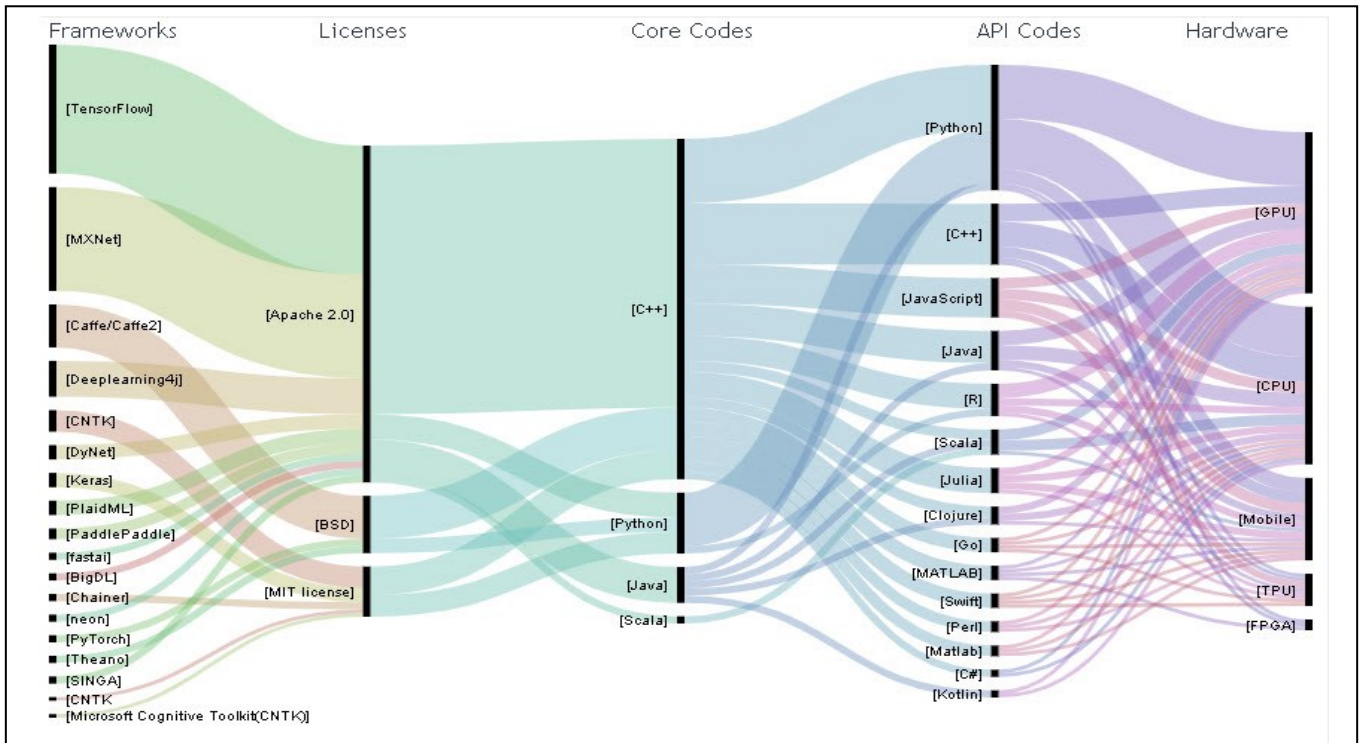 Frameworks
Licenses
Core Codes
API Codes
Hardware
[TensorFlow]
[MXNet]
[Caffe/Caffe2]
[Deeplearning4j]
[CNTK]
[DyNet]
[Keras]
[PlaidML]
[PaddlePaddle]
[fastai]
[BigDL]
[Chainer]
[neon]
[PyTorch]
[Theano]
[SINGA]
[CNTK
[Microsoft Cognitive Toolkit(CNTK)]
[Apache 2.0]
[BSD]
[MIT license]
[C++]
[Python]
[Java]
[Scala]
[Python]
[C++]
[JavaScript]
[Java]
[R]
[Scala]
[Julia]
[Clojure]
[Go]
[MATLAB]
[Swift]
[Perl]
[Matlab]
[C#]
[Kotlin]
[GPU]
[CPU]
[Mobile]
[TPU]
[FPGA]